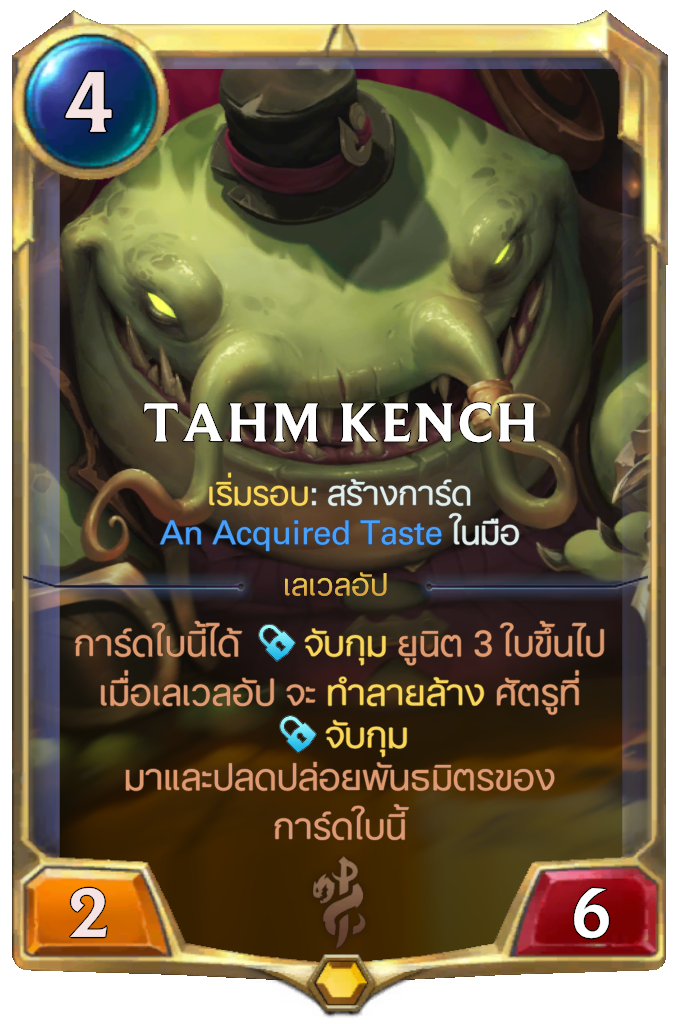 4
TAHM KENCH
เริ่มรอบ: สร้างการ์ด
An Acquired Taste ในมือ
เลเวลอัป
การ์ดใบนี้ได้ จับกุม ยูนิต 3 ใบขึ้นไป
เมื่อเลเวลอัป จะ ทำลายล้าง ศัตรูที่
จับกุม
มาและปลดปล่อยพันธมิตรของ
การ์ดใบนี้
2
6